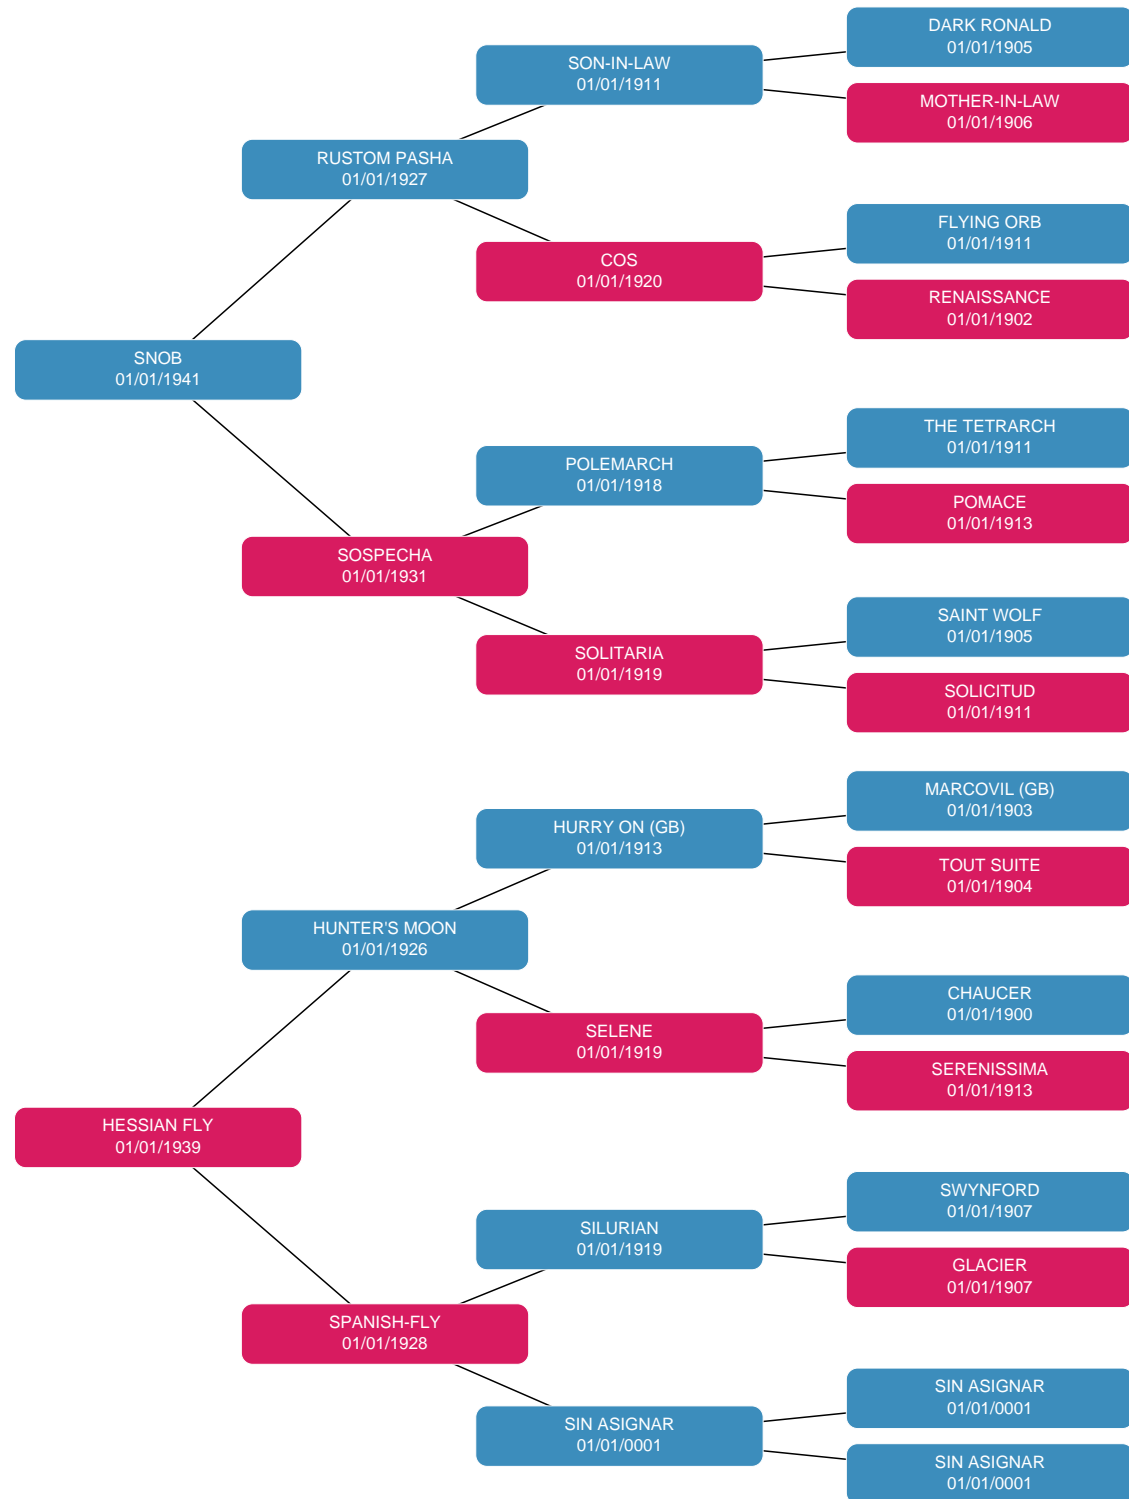 DARK RONALD
01/01/1905
SON-IN-LAW
01/01/1911
MOTHER-IN-LAW
01/01/1906
RUSTOM PASHA
01/01/1927
FLYING ORB
01/01/1911
COS
01/01/1920
RENAISSANCE
01/01/1902
SNOB
01/01/1941
THE TETRARCH
01/01/1911
POLEMARCH
01/01/1918
POMACE
01/01/1913
SOSPECHA
01/01/1931
SAINT WOLF
01/01/1905
SOLITARIA
01/01/1919
SOLICITUD
01/01/1911
MARCOVIL (GB)
01/01/1903
HURRY ON (GB)
01/01/1913
TOUT SUITE
01/01/1904
HUNTER'S MOON
01/01/1926
CHAUCER
01/01/1900
SELENE
01/01/1919
SERENISSIMA
01/01/1913
HESSIAN FLY
01/01/1939
SWYNFORD
01/01/1907
SILURIAN
01/01/1919
GLACIER
01/01/1907
SPANISH-FLY
01/01/1928
SIN ASIGNAR
01/01/0001
SIN ASIGNAR
01/01/0001
SIN ASIGNAR
01/01/0001